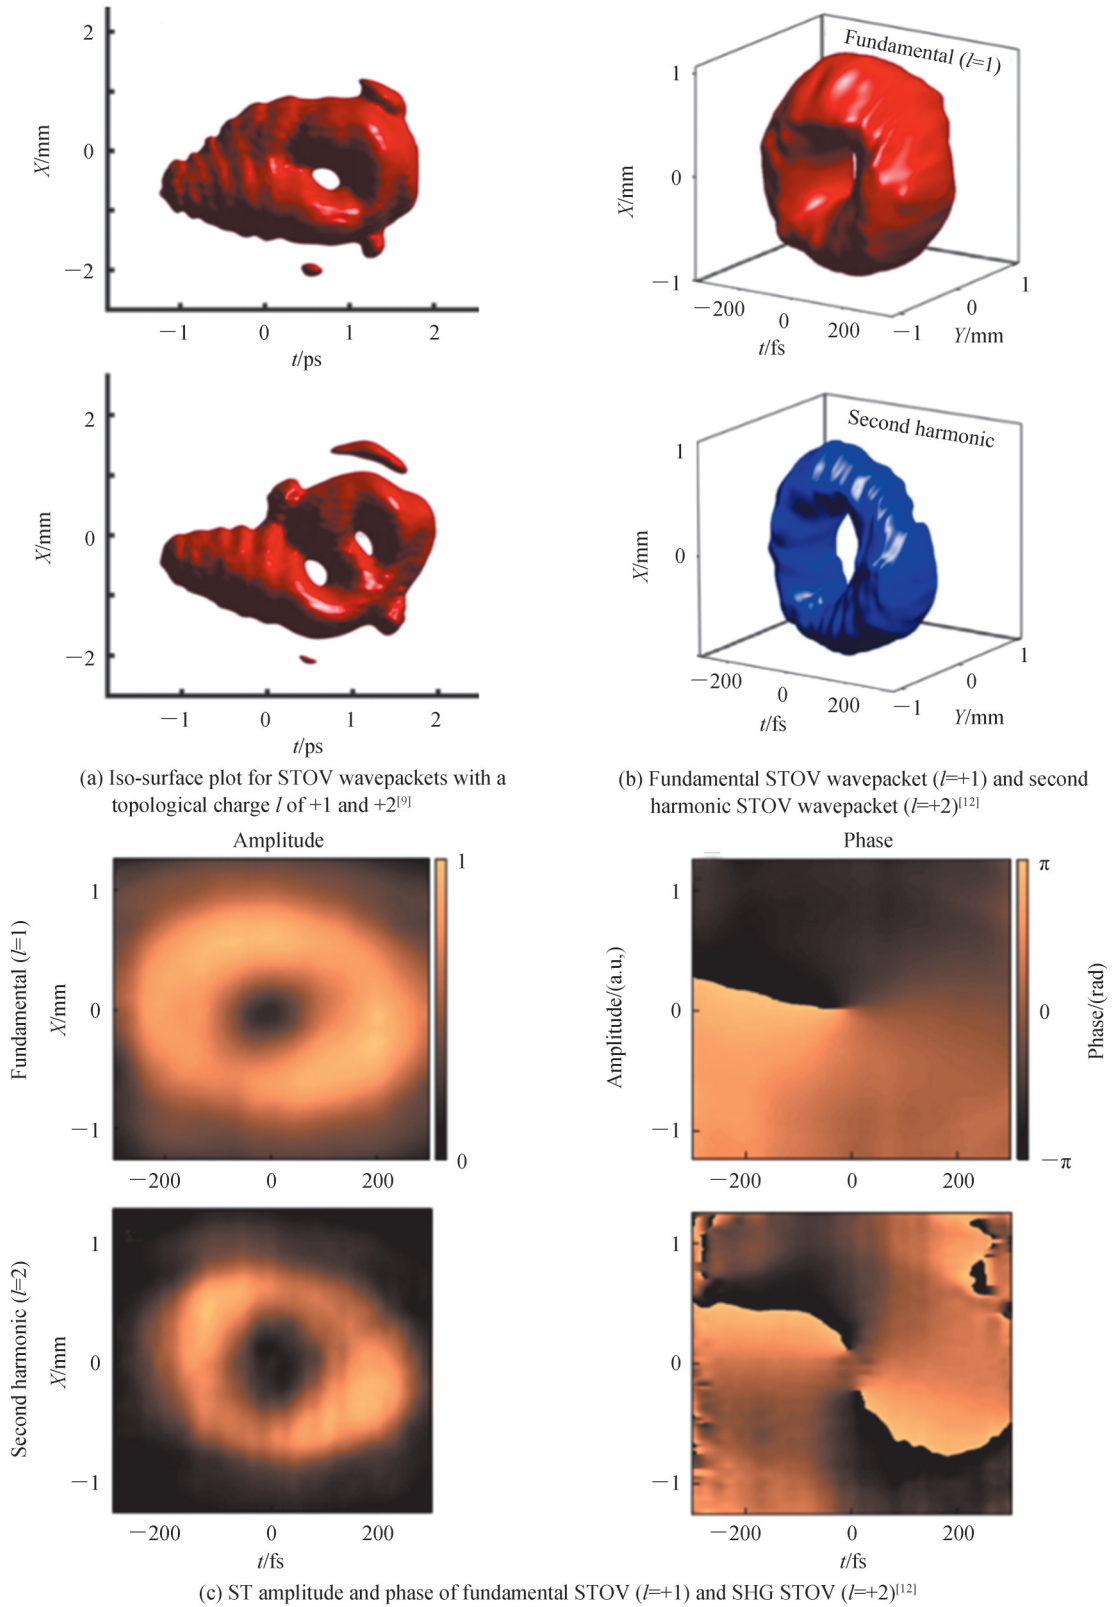 2
0
−2
X/mm
−1
0
1
2
t/ps
Fundamental (l=1)
1
0
−1
X/mm
−200
0
200
t/fs
−1
0
1
Y/mm
2
0
−2
X/mm
−1
0
1
2
t/ps
Second harmonic
1
0
X/mm
−200
0
200
t/fs
−1
0
1
Y/mm
(a) Iso-surface plot for STOV wavepackets with a
topological charge l of +1 and +2[9]
(b) Fundamental STOV wavepacket (l=+1) and second
harmonic STOV wavepacket (l=+2)[12]
Amplitude
Phase
Fundamental (l=1)
X/mm
1
0
−1
−200
0
200
1
0
Amplitude/(a.u,)
1
0
−1
−200
0
200
π
0
−π
Phase/(rad)
Second harmonic (l=2)
X/mm
1
0
−1
−200
0
200
t/fs
1
0
−1
−200
0
200
t/fs
(c) ST amplitude and phase of fundamental STOV (l=+1) and SHG STOV (l=+2)[12]